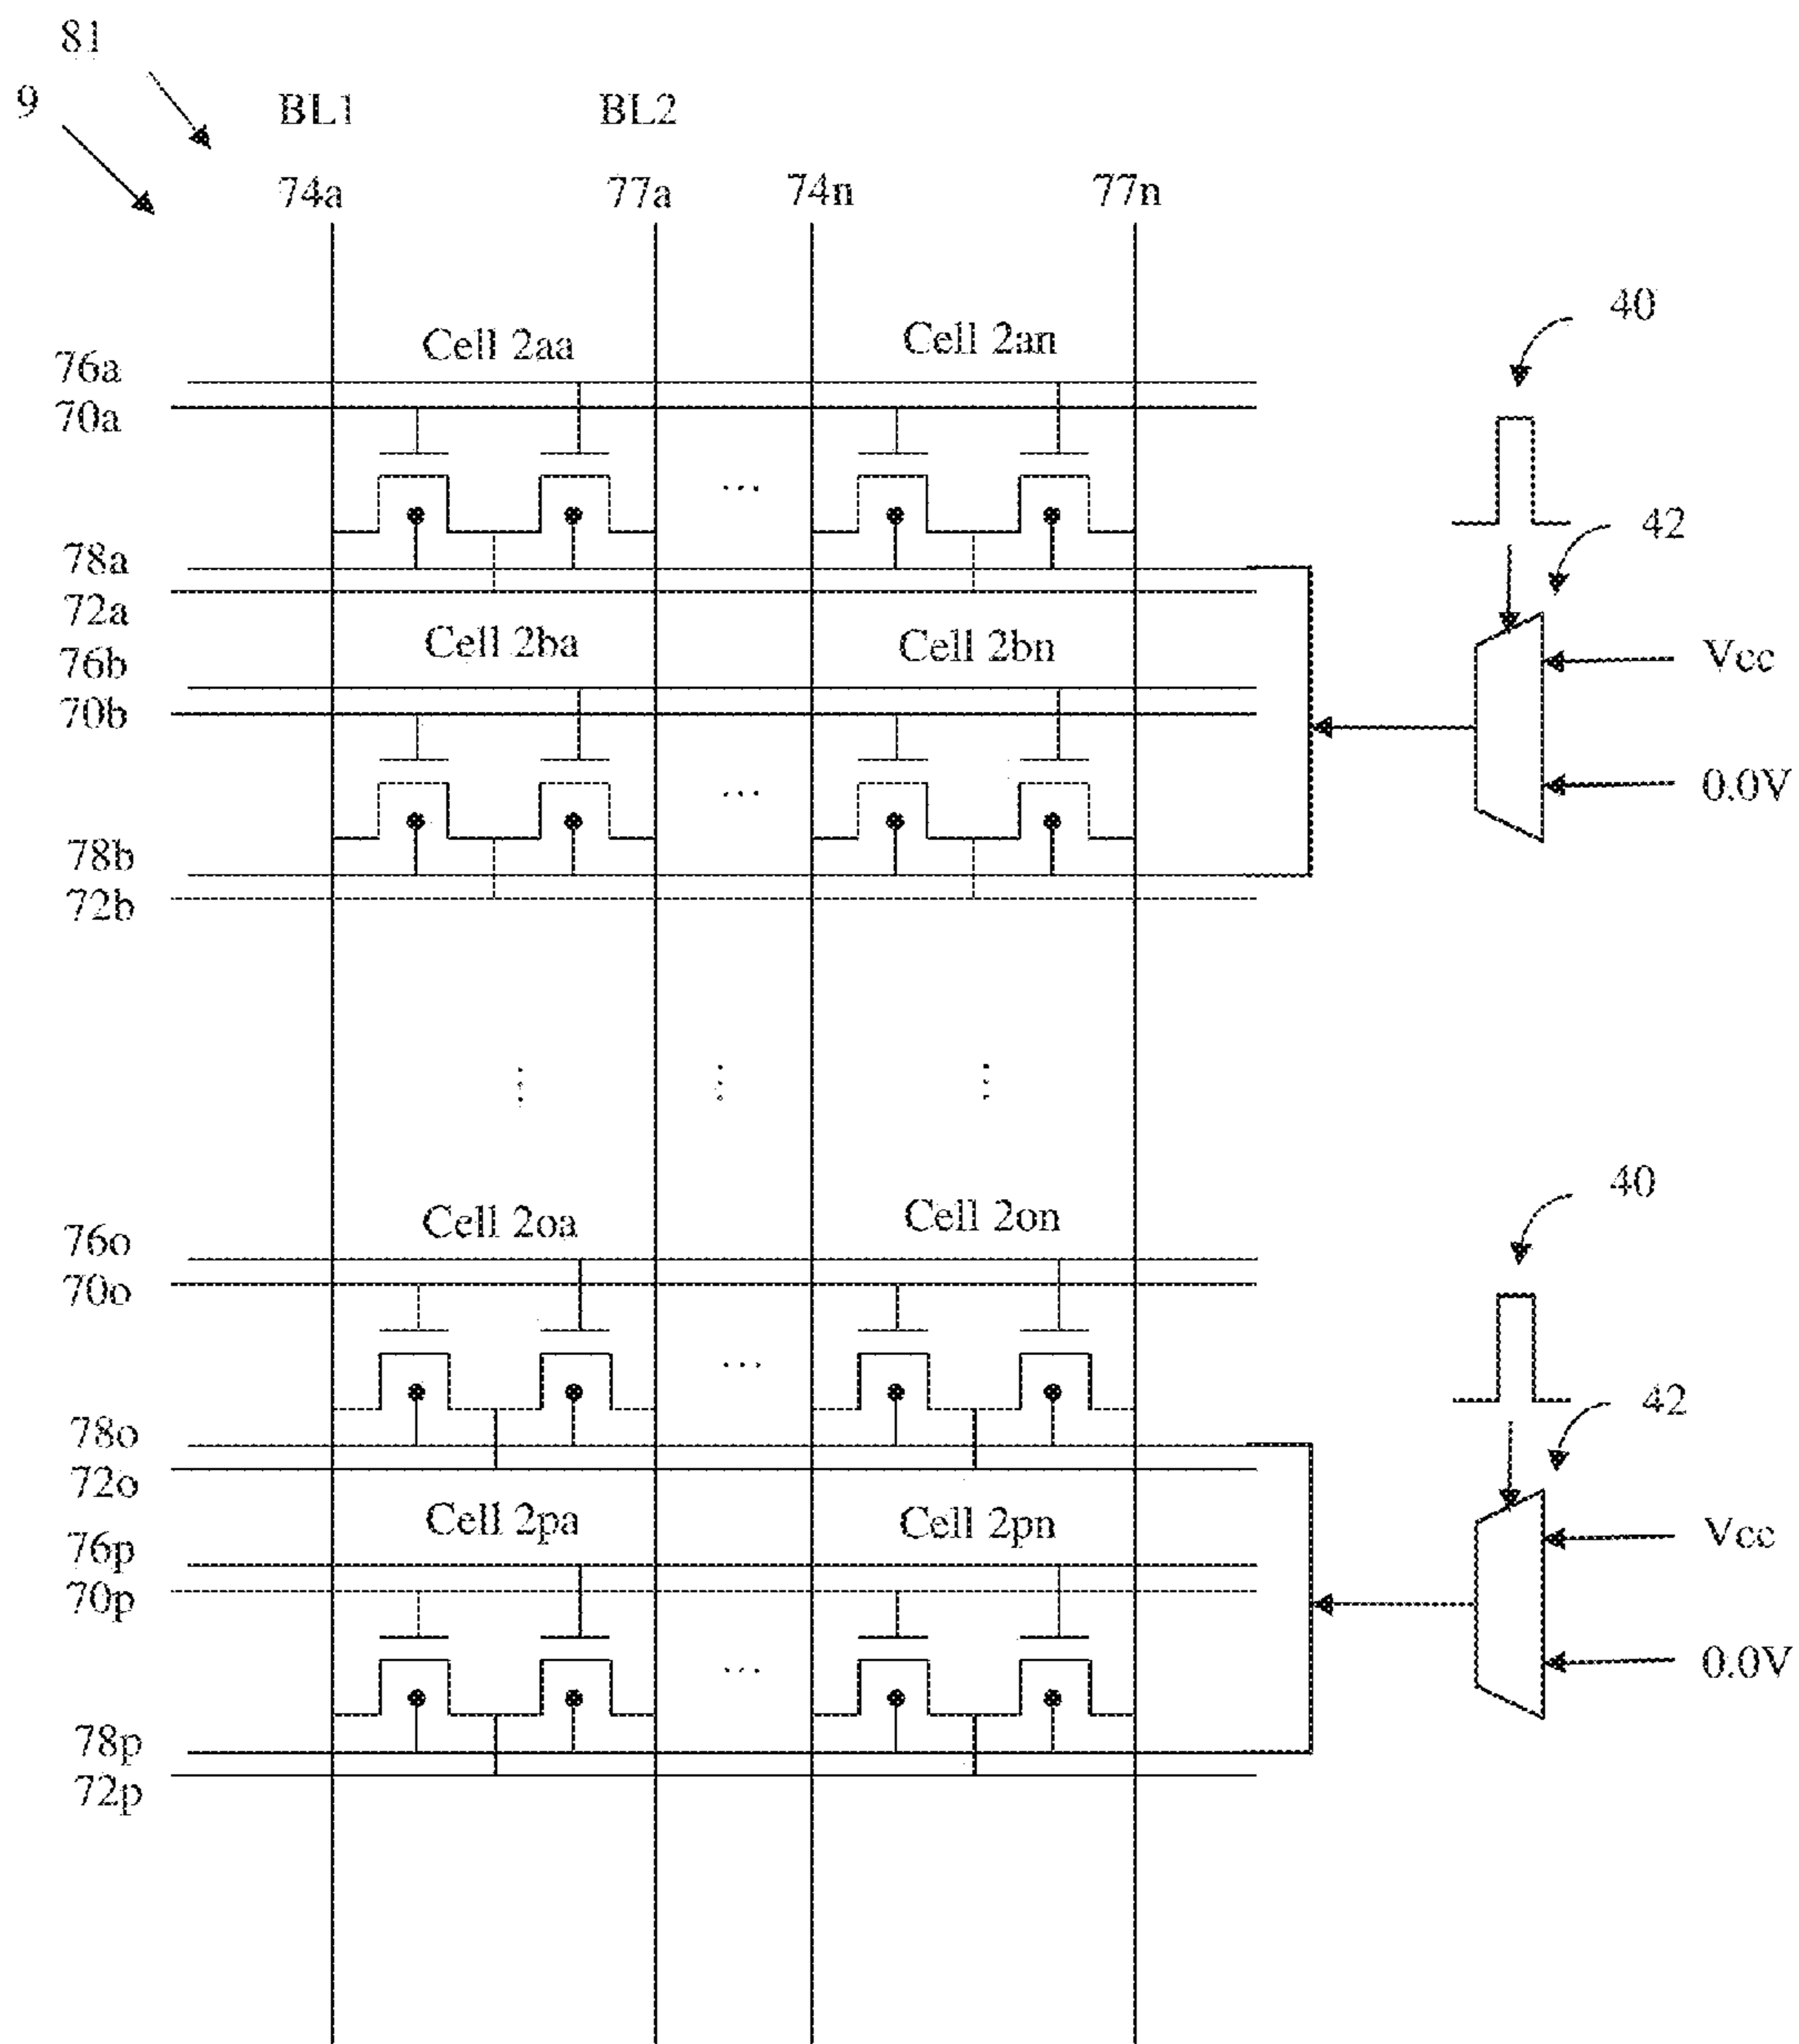 81
9
BL1 BL2
74a 77a 74n 77n
40
Cell 2aa Cell 2an
76a
70a
42
78a
72a
Cell 2ba Cell 2bn
76b
Vcc
70b
0.0V
78b
72b
40
Cell 2oa Cell 2on
76o
70o
42
78o
72o
Cell 2pa Cell 2pn
76p
Vcc
70p
0.0V
78p
72p